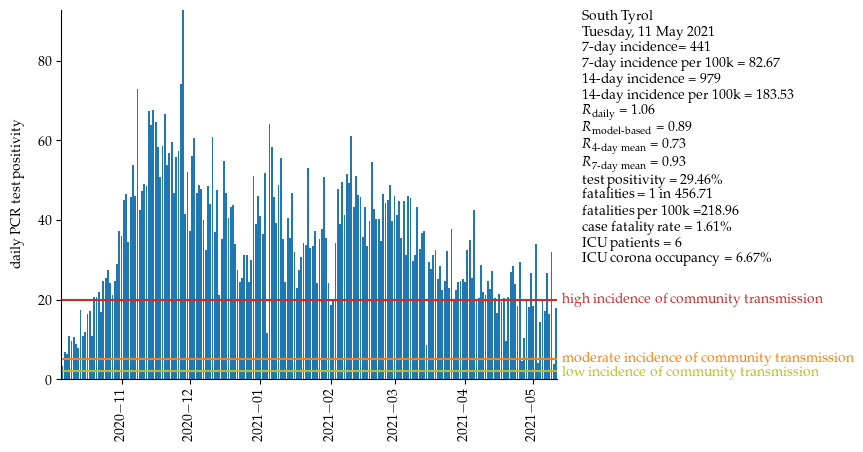 South Tyrol
Tuesday, 11 May 2021
7-day incidence= 441
7-day incidence per 100k = 82.67
14-day incidence = 979
14-day incidence per 100k = 183.53
R daily = 1.06
R model-based = 0.89
R 4-day mean = 0.73
R 7-day mean = 0.93
test positivity = 29.46%
fatalities = 1 in 456.71
fatalities per 100k =218.96
case fatality rate = 1.61%
ICU patients = 6
ICU corona occupancy = 6.67%
daily PCR test positivity
80
60
40
20
0
high incidence of community transmission
moderate incidence of community transmission
low incidence of community transmission
2020−11
2020−12
2021−01
2021−02
2021−03
2021−04
2021−05